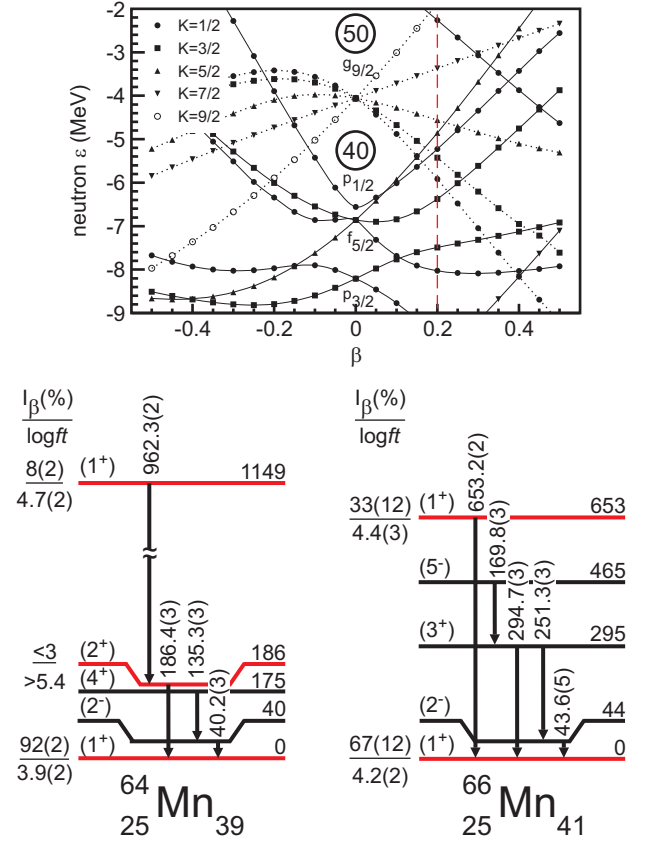 -2
-3
-4
-5
-6
-7
-8
-9
neutron ε (MeV)
K=1/2
K=3/2
K=5/2
K=7/2
K=9/2
50
g9/2
40
p1/2
f5/2
p3/2
-0.4 -0.2 0 0.2 0.4
β
Iβ(%)
logft
962.3(2)
8(2)
4.7(2)
(1+)
1149
<3
>5.4
(2+)
186.4(3)
135.3(3)
186
(4+)
175
(2-)
40.2(3)
40
92(2)
3.9(2)
(1+)
0
64
25 Mn 39
Iβ(%)
logft
653.2(2)
33(12)
4.4(3)
(1+)
653
169.8(3)
(5-)
465
294.7(3)
251.3(3)
(3+)
295
(2-)
43.6(5)
44
67(12)
4.2(2)
(1+)
0
66
25 Mn 41